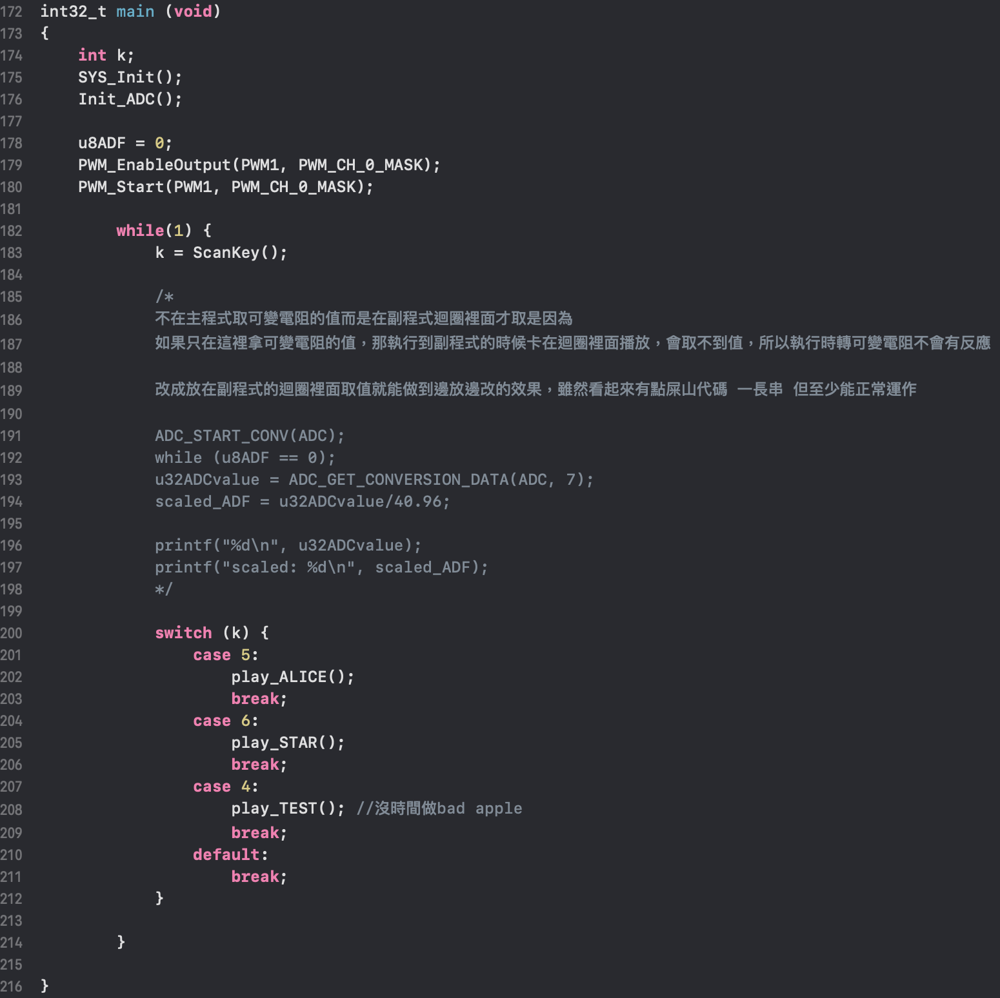 172 int32_t main (void)
173 {
174     int k;
175     SYS_Init();
176     Init_ADC();
177
178     u8ADF = 0;
179     PWM_EnableOutput(PWM1, PWM_CH_0_MASK);
180     PWM_Start(PWM1, PWM_CH_0_MASK);
181
182         while(1) {
183             k = ScanKey();
184
185             /*
186             不在主程式取可變電阻的值而是在副程式迴圈裡面才取是因為
187             如果只在這裡拿可變電阻的值，那執行到副程式的時候卡在迴圈裡面播放，會取不到值，所以執行時轉可變電阻不會有反應
188
189             改成放在副程式的迴圈裡面取值就能做到邊放邊改的效果，雖然看起來有點屎山代碼 一長串 但至少能正常運作
190
191             ADC_START_CONV(ADC);
192             while (u8ADF == 0);
193             u32ADCvalue = ADC_GET_CONVERSION_DATA(ADC, 7);
194             scaled_ADF = u32ADCvalue/40.96;
195
196             printf("%d\n", u32ADCvalue);
197             printf("scaled: %d\n", scaled_ADF);
198             */
199
200             switch (k) {
201                 case 5:
202                     play_ALICE();
203                     break;
204                 case 6:
205                     play_STAR();
206                     break;
207                 case 4:
208                     play_TEST(); //沒時間做bad apple
209                     break;
210                 default:
211                     break;
212             }
213
214         }
215
216 }